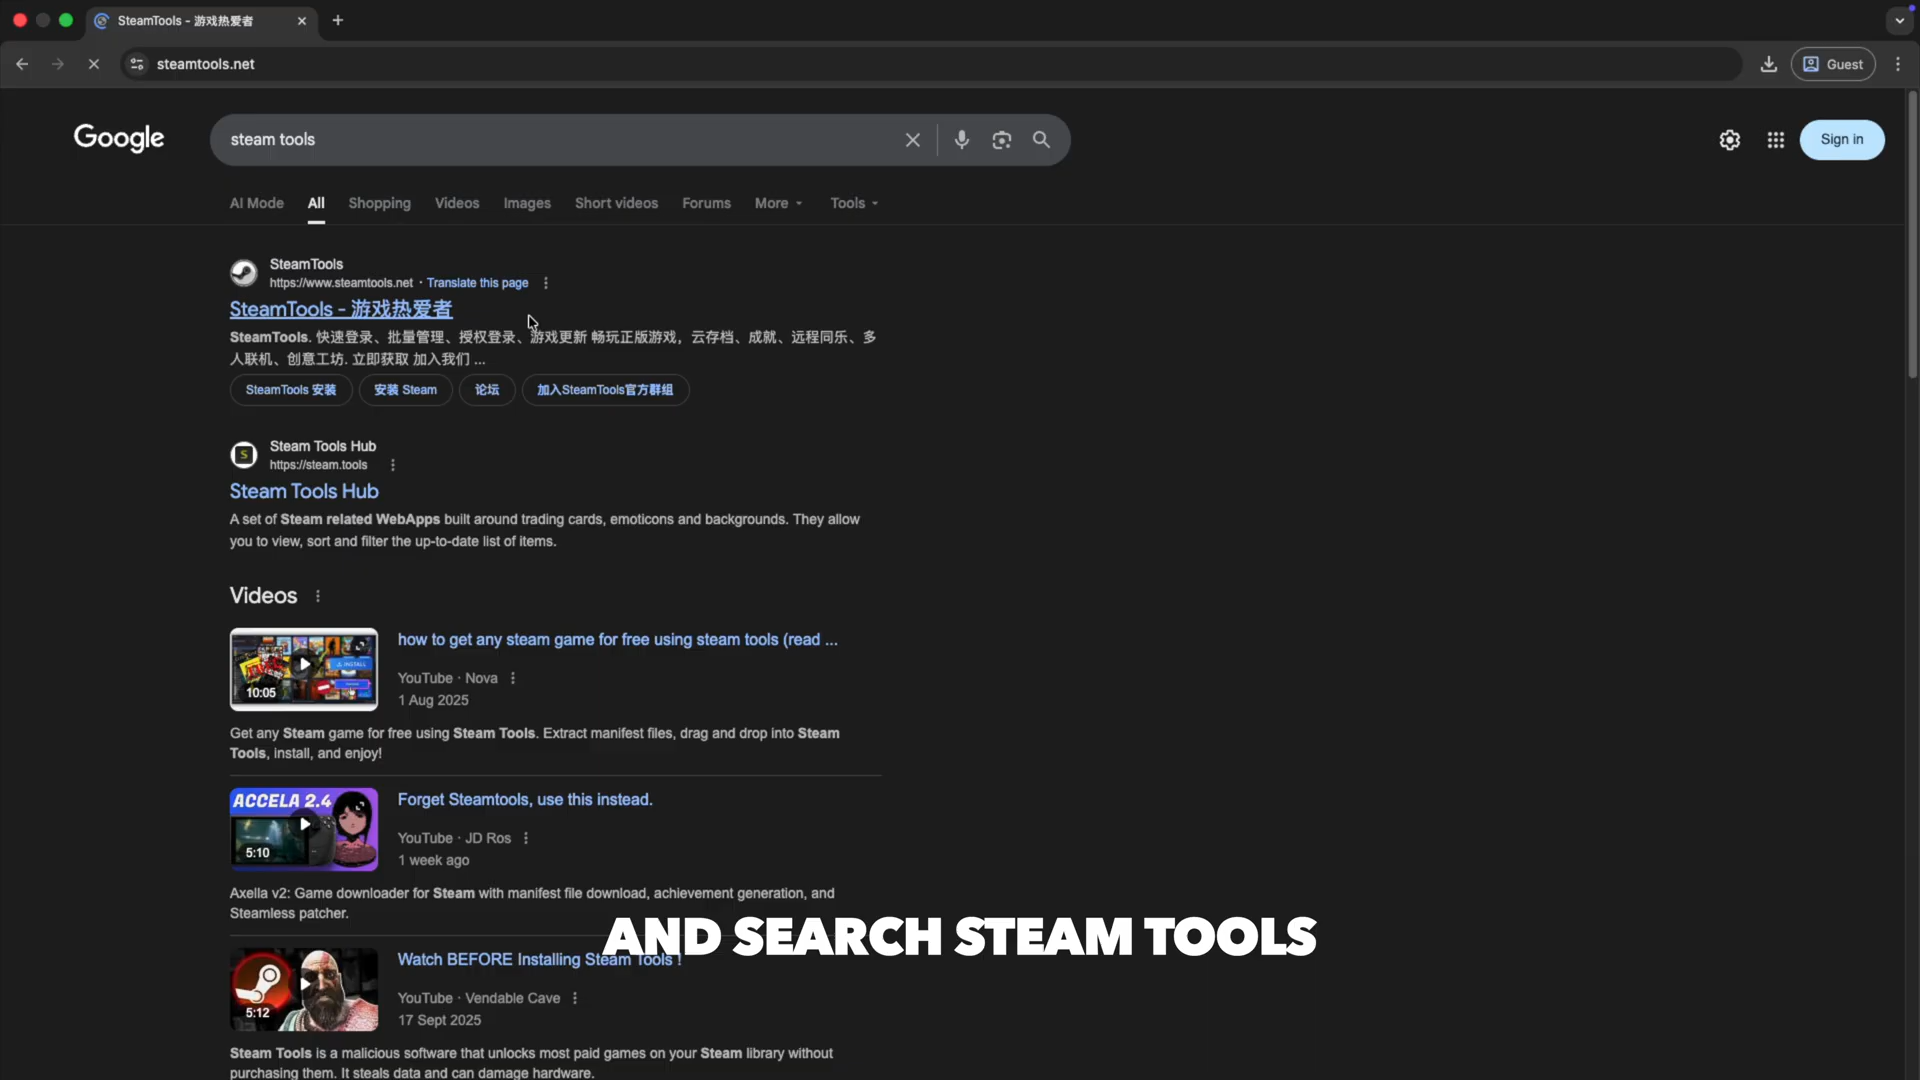 SteamTools - 游戏热爱者
steamtools.net
Guest
Google
steam tools
Sign in
AI Mode
All
Shopping
Videos
Images
Short videos
Forums
More
Tools
SteamTools
https://www.steamtools.net · Translate this page
SteamTools - 游戏热爱者
SteamTools. 快速登录、批量管理、授权登录、游戏更新 畅玩正版游戏，云存档、成就、远程同乐、多
人联机、创意工坊. 立即获取 加入我们 ...
SteamTools 安装
安装 Steam
论坛
加入SteamTools官方群组
Steam Tools Hub
https://steam.tools
Steam Tools Hub
A set of Steam related WebApps built around trading cards, emoticons and backgrounds. They allow
you to view, sort and filter the up-to-date list of items.
Videos
INSTALL
10:05
how to get any steam game for free using steam tools (read ...
YouTube · Nova
1 Aug 2025
Get any Steam game for free using Steam Tools. Extract manifest files, drag and drop into Steam
Tools, install, and enjoy!
ACCELA 2.4
5:10
Forget Steamtools, use this instead.
YouTube · JD Ros
1 week ago
Axella v2: Game downloader for Steam with manifest file download, achievement generation, and
Steamless patcher.
AND SEARCH STEAM TOOLS
5:12
Watch BEFORE Installing Steam Tools !
YouTube · Vendable Cave
17 Sept 2025
Steam Tools is a malicious software that unlocks most paid games on your Steam library without
purchasing them. It steals data and can damage hardware.